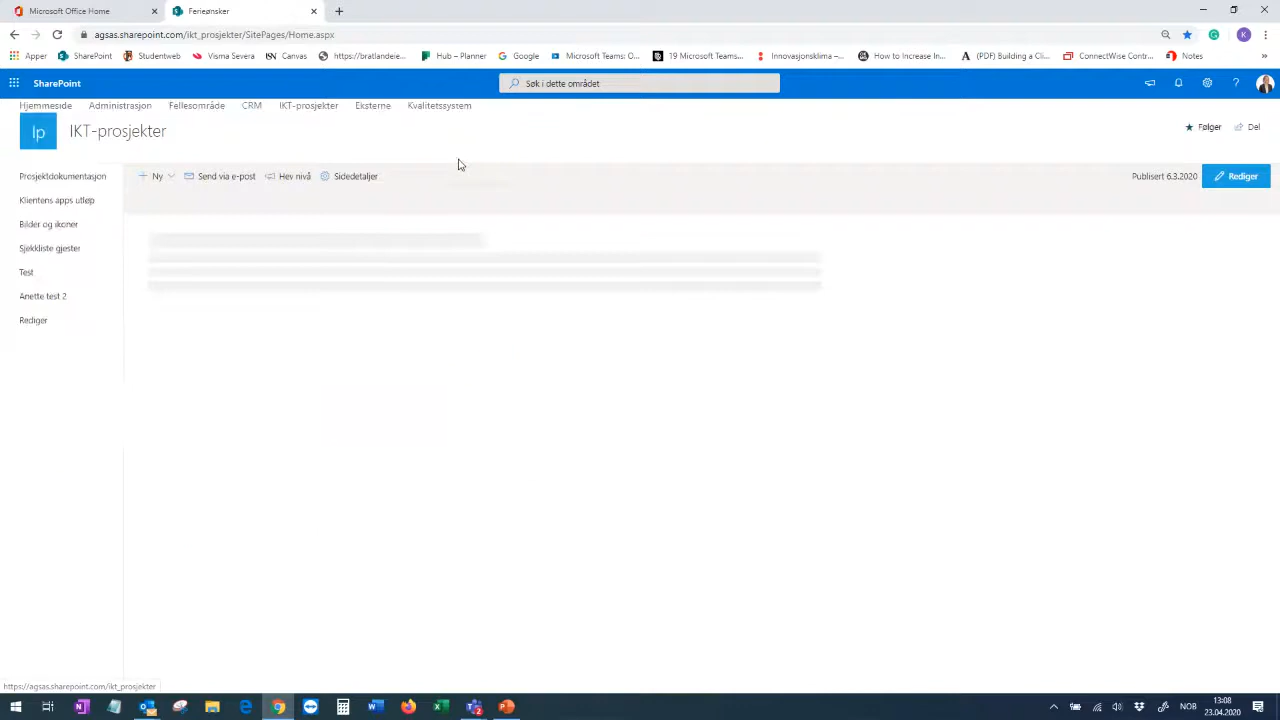 Microsoft Office Home
Ferieønsker
agsas.sharepoint.com/ikt_prosjekter/SitePages/Home.aspx
K
Apper
SharePoint
Studentweb
Visma Severa
Canvas
https://bratlandeie...
Hub – Planner
Google
Microsoft Teams: O...
19 Microsoft Teams...
Innovasjonsklima –...
How to Increase In...
(PDF) Building a Cli...
ConnectWise Contr...
Notes
SharePoint
Søk i dette området
Hjemmeside
Administrasjon
Fellesområde
CRM
IKT-prosjekter
Eksterne
Kvalitetssystem
Ip
IKT-prosjekter
Følger
Del
Prosjektdokumentasjon
Klientens apps utløp
Bilder og ikoner
Sjekkliste gjester
Test
Anette test 2
Rediger
Ny
Send via e-post
Hev nivå
Sidedetaljer
Publisert 6.3.2020
Rediger
https://agsas.sharepoint.com/ikt_prosjekter
NOB
13:08
23.04.2020